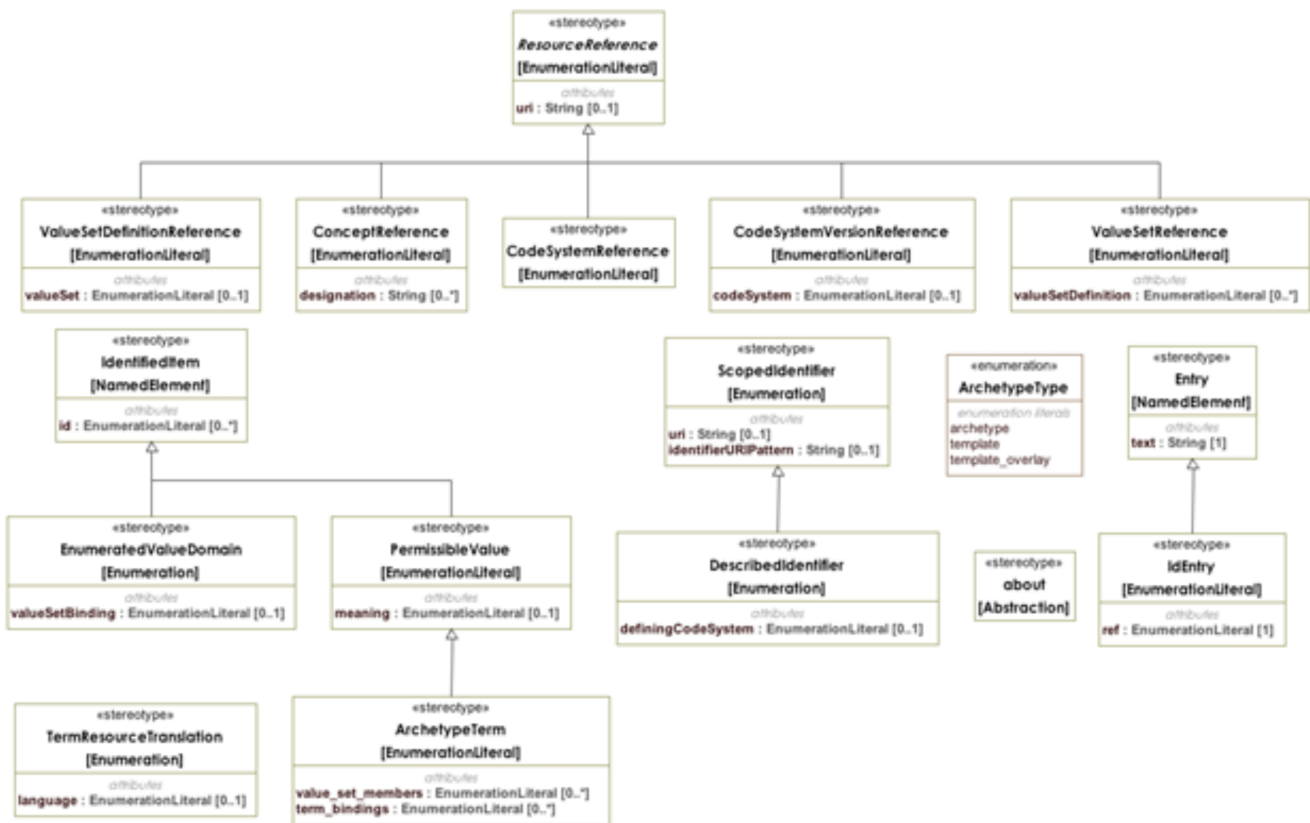 «stereotype»
ResourceReference
[EnumerationLiteral]
attributes
uri : String [0..1]
«stereotype»
ValueSetDefinitionReference
[EnumerationLiteral]
attributes
valueSet : EnumerationLiteral [0..1]
«stereotype»
ConceptReference
[EnumerationLiteral]
attributes
designation : String [0..*]
«stereotype»
CodeSystemReference
[EnumerationLiteral]
«stereotype»
CodeSystemVersionReference
[EnumerationLiteral]
attributes
codeSystem : EnumerationLiteral [0..1]
«stereotype»
ValueSetReference
[EnumerationLiteral]
attributes
valueSetDefinition : EnumerationLiteral [0..*]
«stereotype»
IdentifiedItem
[NamedElement]
attributes
id : EnumerationLiteral [0..*]
«stereotype»
ScopedIdentifier
[Enumeration]
attributes
uri : String [0..1]
identifierURIPattern : String [0..1]
«enumeration»
ArchetypeType
enumeration literals
archetype
template
template_overlay
«stereotype»
Entry
[NamedElement]
attributes
text : String [1]
«stereotype»
EnumeratedValueDomain
[Enumeration]
attributes
valueSetBinding : EnumerationLiteral [0..1]
«stereotype»
PermissibleValue
[EnumerationLiteral]
attributes
meaning : EnumerationLiteral [0..1]
«stereotype»
DescribedIdentifier
[Enumeration]
attributes
definingCodeSystem : EnumerationLiteral [0..1]
«stereotype»
about
[Abstraction]
«stereotype»
IdEntry
[EnumerationLiteral]
attributes
ref : EnumerationLiteral [1]
«stereotype»
TermResourceTranslation
[Enumeration]
attributes
language : EnumerationLiteral [0..1]
«stereotype»
ArchetypeTerm
[EnumerationLiteral]
attributes
value_set_members : EnumerationLiteral [0..*]
term_bindings : EnumerationLiteral [0..*]